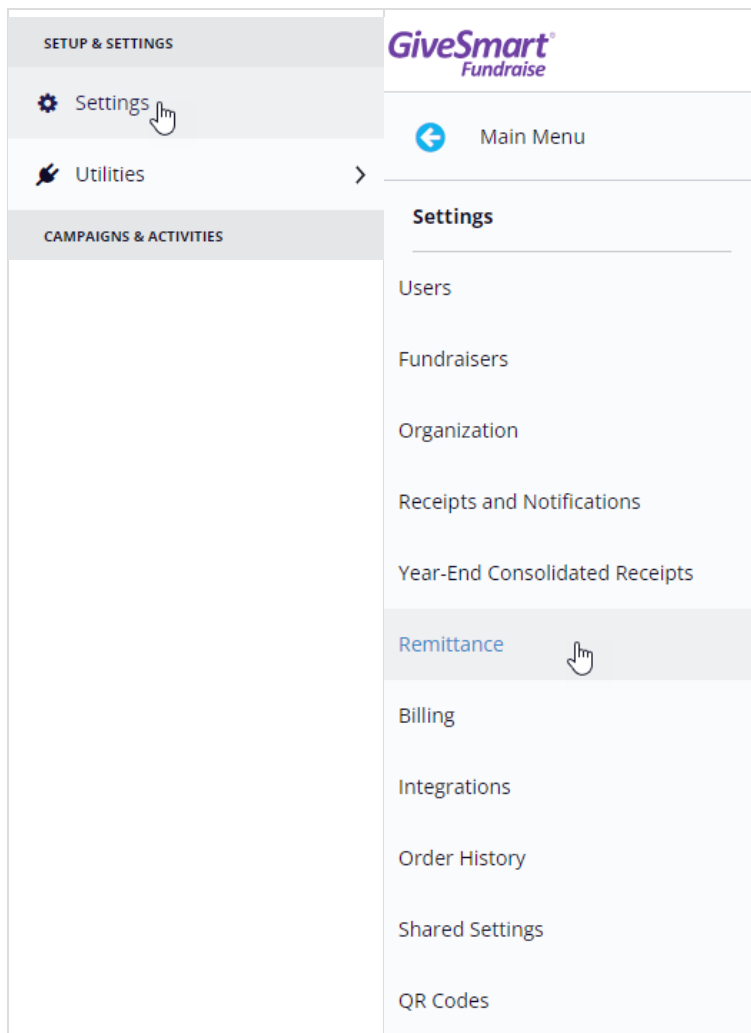 SETUP & SETTINGS
Settings
Utilities
CAMPAIGNS & ACTIVITIES
GiveSmart®
Fundraise
Main Menu
Settings
Users
Fundraisers
Organization
Receipts and Notifications
Year-End Consolidated Receipts
Remittance
Billing
Integrations
Order History
Shared Settings
QR Codes